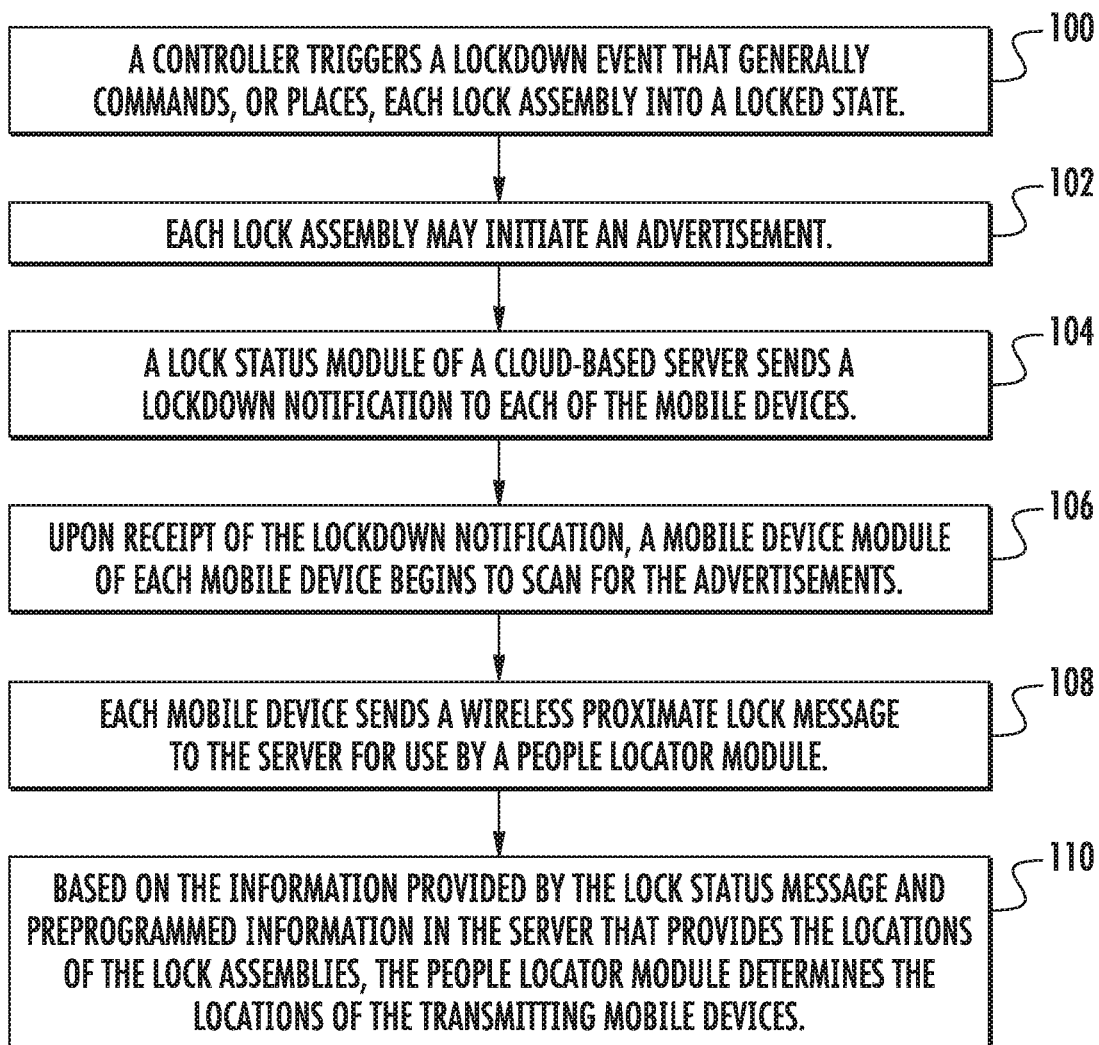 100
A CONTROLLER TRIGGERS A LOCKDOWN EVENT THAT GENERALLY
COMMANDS, OR PLACES, EACH LOCK ASSEMBLY INTO A LOCKED STATE.
102
EACH LOCK ASSEMBLY MAY INITIATE AN ADVERTISEMENT.
104
A LOCK STATUS MODULE OF A CLOUD-BASED SERVER SENDS A
LOCKDOWN NOTIFICATION TO EACH OF THE MOBILE DEVICES.
106
UPON RECEIPT OF THE LOCKDOWN NOTIFICATION, A MOBILE DEVICE MODULE
OF EACH MOBILE DEVICE BEGINS TO SCAN FOR THE ADVERTISEMENTS.
108
EACH MOBILE DEVICE SENDS A WIRELESS PROXIMATE LOCK MESSAGE
TO THE SERVER FOR USE BY A PEOPLE LOCATOR MODULE.
110
BASED ON THE INFORMATION PROVIDED BY THE LOCK STATUS MESSAGE AND
PREPROGRAMMED INFORMATION IN THE SERVER THAT PROVIDES THE LOCATIONS
OF THE LOCK ASSEMBLIES, THE PEOPLE LOCATOR MODULE DETERMINES THE
LOCATIONS OF THE TRANSMITTING MOBILE DEVICES.